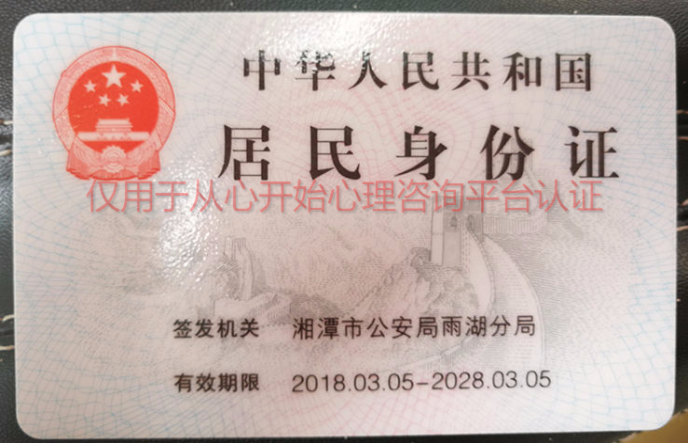 中华人民共和国
居民身份证
仅用于从心开始心理咨询平台认证
签发机关 湘潭市公安局雨湖分局
有效期限 2018.03.05-2028.03.05